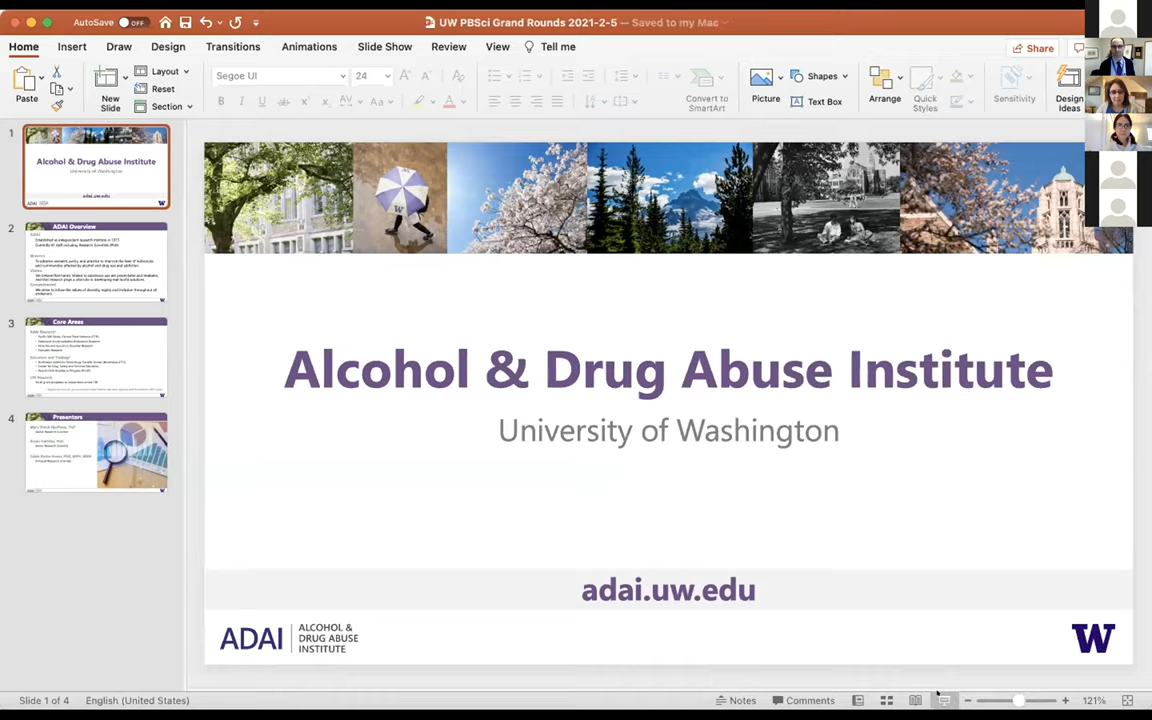 AutoSave OFF
UW PBSci Grand Rounds 2021-2-5 — Saved to my Mac
Home Insert Draw Design Transitions Animations Slide Show Review View Tell me
Share
Paste
New Slide
Layout
Reset
Section
Segoe UI 24
Convert to SmartArt
Picture
Shapes
Text Box
Arrange
Quick Styles
Sensitivity
Design Ideas
1
Alcohol & Drug Abuse Institute
University of Washington
adai.uw.edu
2
ADAI Overview
3
Core Areas
4
Presenters
Alcohol & Drug Abuse Institute
University of Washington
adai.uw.edu
ADAI
ALCOHOL &
DRUG ABUSE
INSTITUTE
W
Slide 1 of 4 English (United States) Notes Comments 121%